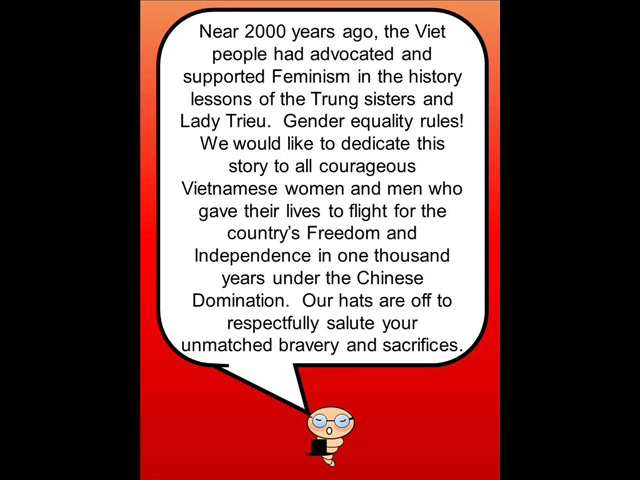 Near 2000 years ago, the Viet
people had advocated and
supported Feminism in the history
lessons of the Trung sisters and
Lady Trieu.  Gender equality rules!
We would like to dedicate this
story to all courageous
Vietnamese women and men who
gave their lives to flight for the
country's Freedom and
Independence in one thousand
years under the Chinese
Domination.  Our hats are off to
respectfully salute your
unmatched bravery and sacrifices.